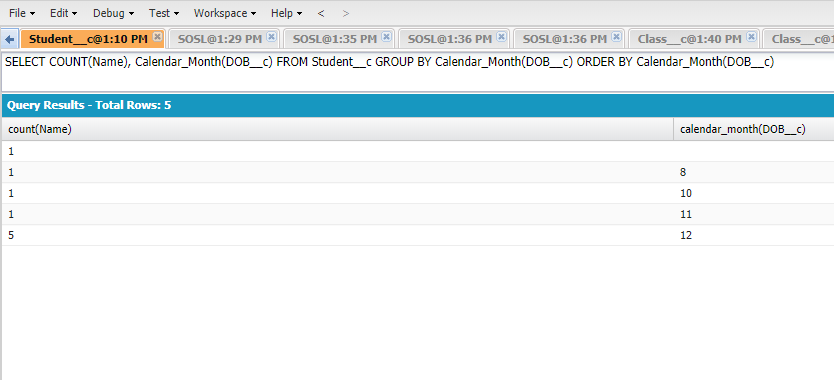 File Edit Debug Test Workspace Help < >
Student__c@1:10 PM SOSL@1:29 PM SOSL@1:35 PM SOSL@1:36 PM SOSL@1:36 PM Class__c@1:40 PM Class__c@1
SELECT COUNT(Name), Calendar_Month(DOB__c) FROM Student__c GROUP BY Calendar_Month(DOB__c) ORDER BY Calendar_Month(DOB__c)
Query Results - Total Rows: 5
count(Name) calendar_month(DOB__c)
1
1 8
1 10
1 11
5 12